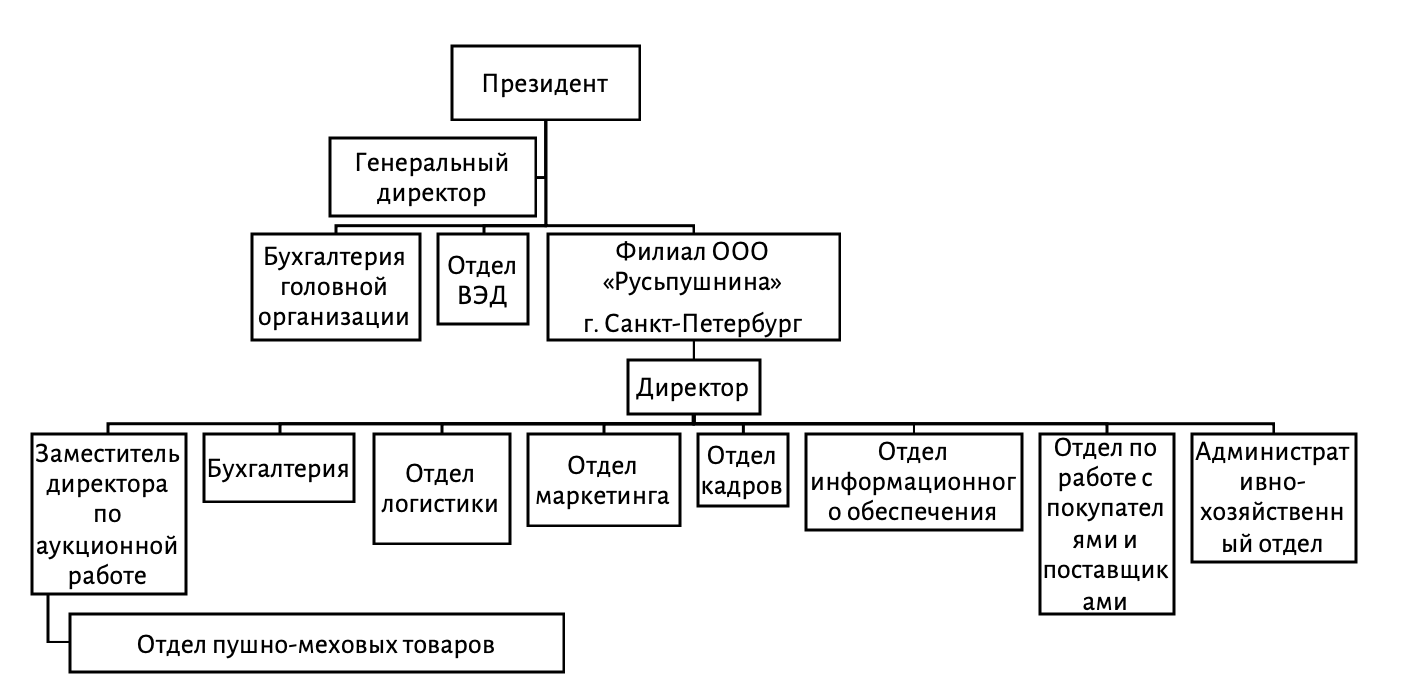 Президент
Генеральный
директор
Бухгалтерия
головной
организации
Отдел
ВЭД
Филиал ООО
«Русьпушнина»
г. Санкт-Петербург
Директор
Заместитель
директора
по
аукционной
работе
Бухгалтерия
Отдел
логистики
Отдел
маркетинга
Отдел
кадров
Отдел
информационног
о обеспечения
Отдел по
работе с
покупател
ями и
поставщик
ами
Администрат
ивно-
хозяйственн
ый отдел
Отдел пушно-меховых товаров